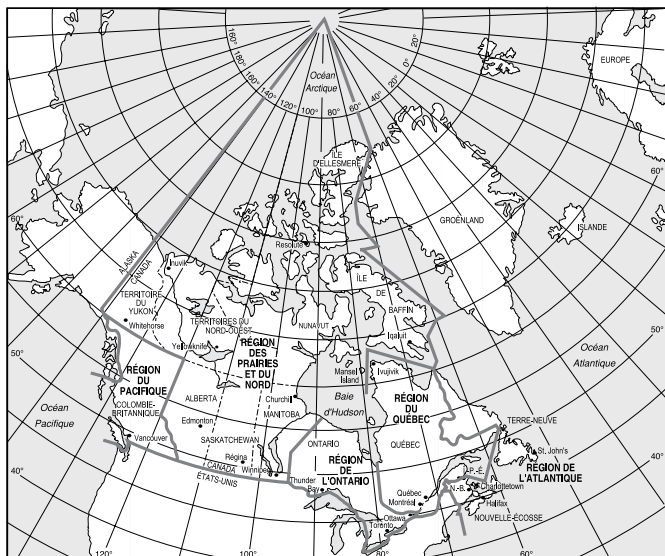 160°
180°
160°
140°
120°
100°
80°
60°
40°
20°
0°
20°
Océan
Arctique
EUROPE
ÎLE
D'ELLESMERE
GROËNLAND
ISLANDE
60°
60°
50°
50°
40°
40°
Resolute
Inuvik
ALASKA
CANADA
TERRITOIRE
DU
YUKON
Whitehorse
TERRITOIRES DU
NORD-OUEST
Yellowknife
NUNAVUT
ÎLE
DE
BAFFIN
Iqaluit
RÉGION
DES
PRAIRIES
ET DU
NORD
Mansel
Island
Ivujivik
Océan
Atlantique
RÉGION
DU
PACIFIQUE
COLOMBIE-
BRITANNIQUE
Océan
Pacifique
Vancouver
ALBERTA
Edmonton
SASKATCHEWAN
Régina
Churchill
MANITOBA
Winnibeg
CANADA
ÉTATS-UNIS
Baie
d'Hudson
ONTARIO
RÉGION
DE
L'ONTARIO
Thunder
Bay
RÉGION
DU
QUÉBEC
QUÉBEC
Québec
Montréal
Ottawa
Toronto
TERRE-NEUVE
St. John's
RÉGION DE
L'ATLANTIQUE
Î.-P.-É.
Charlottetown
N.-B.
Halifax
NOUVELLE-ÉCOSSE
120°
100°
80°
60°